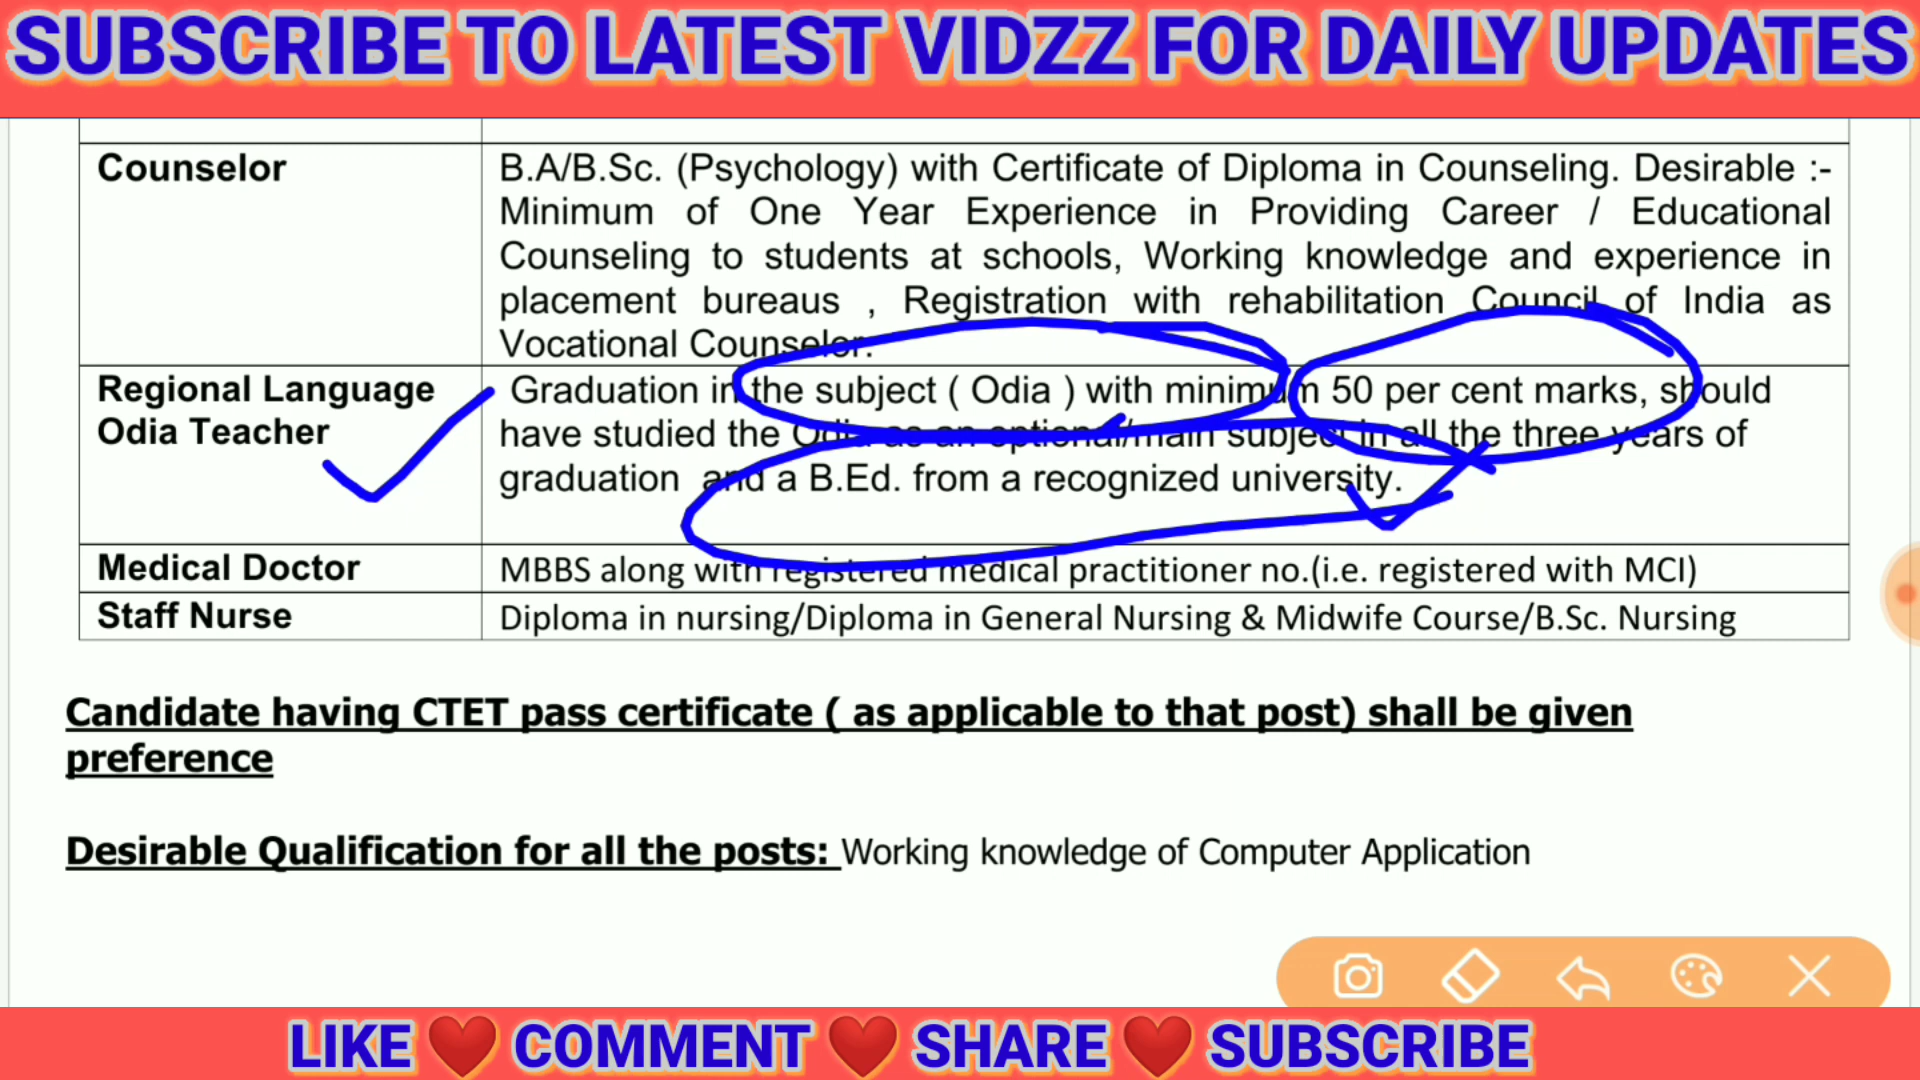 SUBSCRIBE TO LATEST VIDZZ FOR DAILY UPDATES
Counselor
B.A/B.Sc. (Psychology) with Certificate of Diploma in Counseling. Desirable :-
Minimum of One Year Experience in Providing Career / Educational
Counseling to students at schools, Working knowledge and experience in
placement bureaus , Registration with rehabilitation Council of India as
Vocational Counselor.
Regional Language
Odia Teacher
Graduation in the subject ( Odia ) with minimum 50 per cent marks, should
have studied the Odia as an optional/main subject in all the three years of
graduation and a B.Ed. from a recognized university.
Medical Doctor
MBBS along with registered medical practitioner no.(i.e. registered with MCI)
Staff Nurse
Diploma in nursing/Diploma in General Nursing & Midwife Course/B.Sc. Nursing
Candidate having CTET pass certificate ( as applicable to that post) shall be given
preference
Desirable Qualification for all the posts: Working knowledge of Computer Application
LIKE ❤️ COMMENT ❤️ SHARE ❤️ SUBSCRIBE